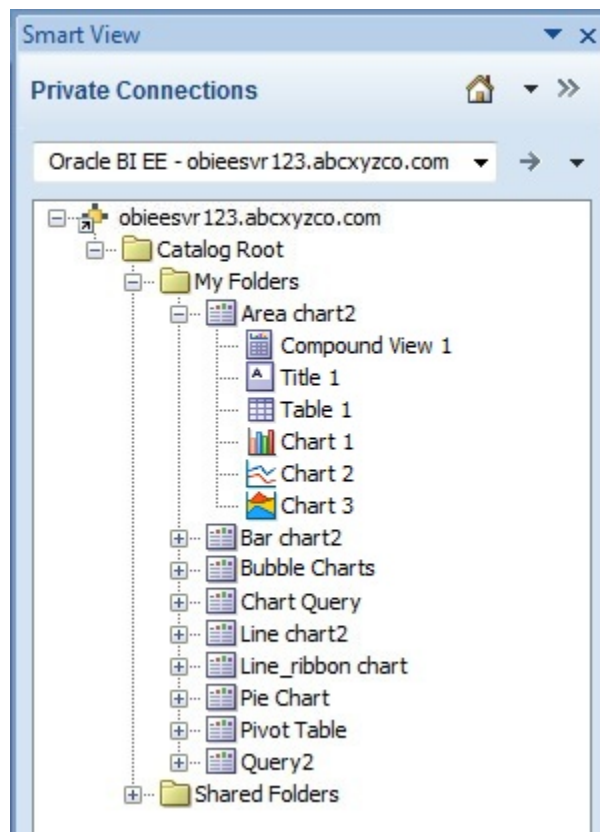 Smart View
Private Connections
Oracle BI EE - obieesvr123.abcxyzco.com
obieesvr123.abcxyzco.com
Catalog Root
My Folders
Area chart2
Compound View 1
Title 1
Table 1
Chart 1
Chart 2
Chart 3
Bar chart2
Bubble Charts
Chart Query
Line chart2
Line_ribbon chart
Pie Chart
Pivot Table
Query2
Shared Folders